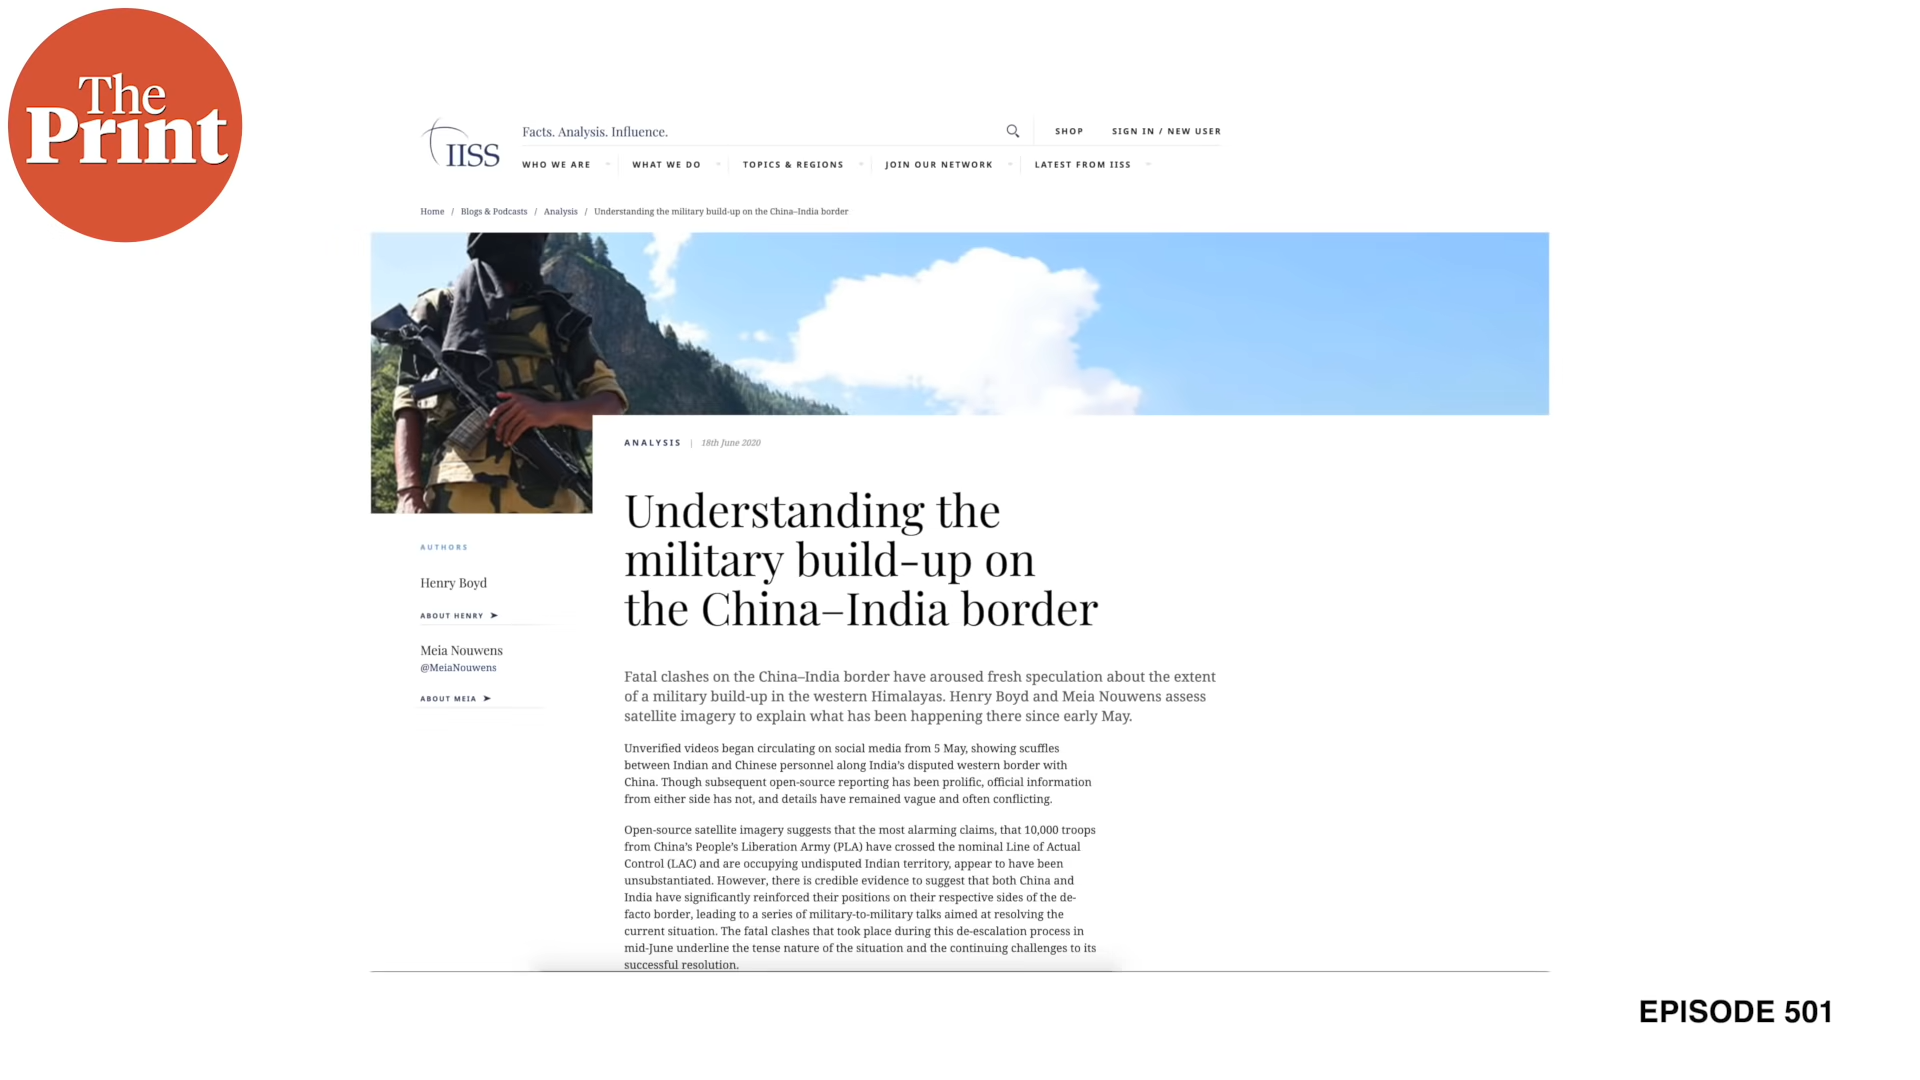 The
Print
IISS
Facts. Analysis. Influence.
SHOP
SIGN IN / NEW USER
WHO WE ARE
WHAT WE DO
TOPICS & REGIONS
JOIN OUR NETWORK
LATEST FROM IISS
Home / Blogs & Podcasts / Analysis / Understanding the military build-up on the China–India border
ANALYSIS | 18th June 2020
Understanding the
military build-up on
the China–India border
AUTHORS
Henry Boyd
ABOUT HENRY
Meia Nouwens
@MeiaNouwens
ABOUT MEIA
Fatal clashes on the China–India border have aroused fresh speculation about the extent
of a military build-up in the western Himalayas. Henry Boyd and Meia Nouwens assess
satellite imagery to explain what has been happening there since early May.
Unverified videos began circulating on social media from 5 May, showing scuffles
between Indian and Chinese personnel along India's disputed western border with
China. Though subsequent open-source reporting has been prolific, official information
from either side has not, and details have remained vague and often conflicting.
Open-source satellite imagery suggests that the most alarming claims, that 10,000 troops
from China's People's Liberation Army (PLA) have crossed the nominal Line of Actual
Control (LAC) and are occupying undisputed Indian territory, appear to have been
unsubstantiated. However, there is credible evidence to suggest that both China and
India have significantly reinforced their positions on their respective sides of the de-
facto border, leading to a series of military-to-military talks aimed at resolving the
current situation. The fatal clashes that took place during this de-escalation process in
mid-June underline the tense nature of the situation and the continuing challenges to its
successful resolution.
EPISODE 501